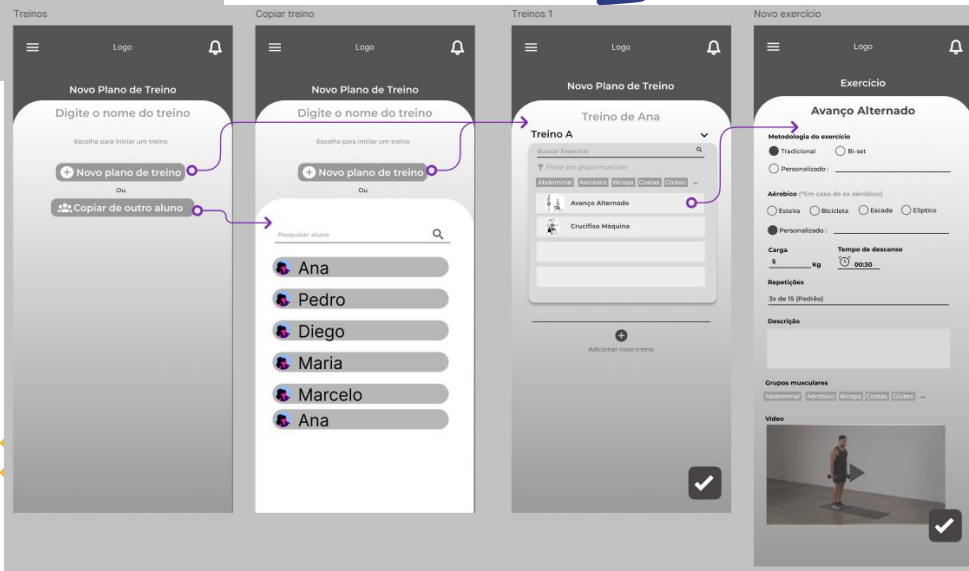 Treinos
Logo
Novo Plano de Treino
Digite o nome do treino
Escolha para iniciar um treino
Novo plano de treino
Ou
Copiar de outro aluno
Copiar treino
Logo
Novo Plano de Treino
Digite o nome do treino
Escolha para iniciar um treino
Novo plano de treino
Ou
Pesquisar aluno
Ana
Pedro
Diego
Maria
Marcelo
Ana
Treinos 1
Logo
Novo Plano de Treino
Treino de Ana
Treino A
Buscar Exercício
Filtrar por grupo muscular
Abdominal Aerobico Biceps Costas Glúteo ...
Avanço Alternado
Crucifixo Máquina
Adicionar novo treino
Novo exercício
Logo
Exercício
Avanço Alternado
Metodologia do exercício
Tradicional Bi-set
Personalizado :
Aérobico (*Em caso de ex aérobico)
Esteira Bicicleta Escada Elíptico
Personalizado :
Carga Tempo de descanso
5 Kg 00:30
Repetições
3x de 15 (Padrão)
Descrição
Grupos musculares
Abdominal Aerobico Biceps Costas Glúteo ...
Vídeo